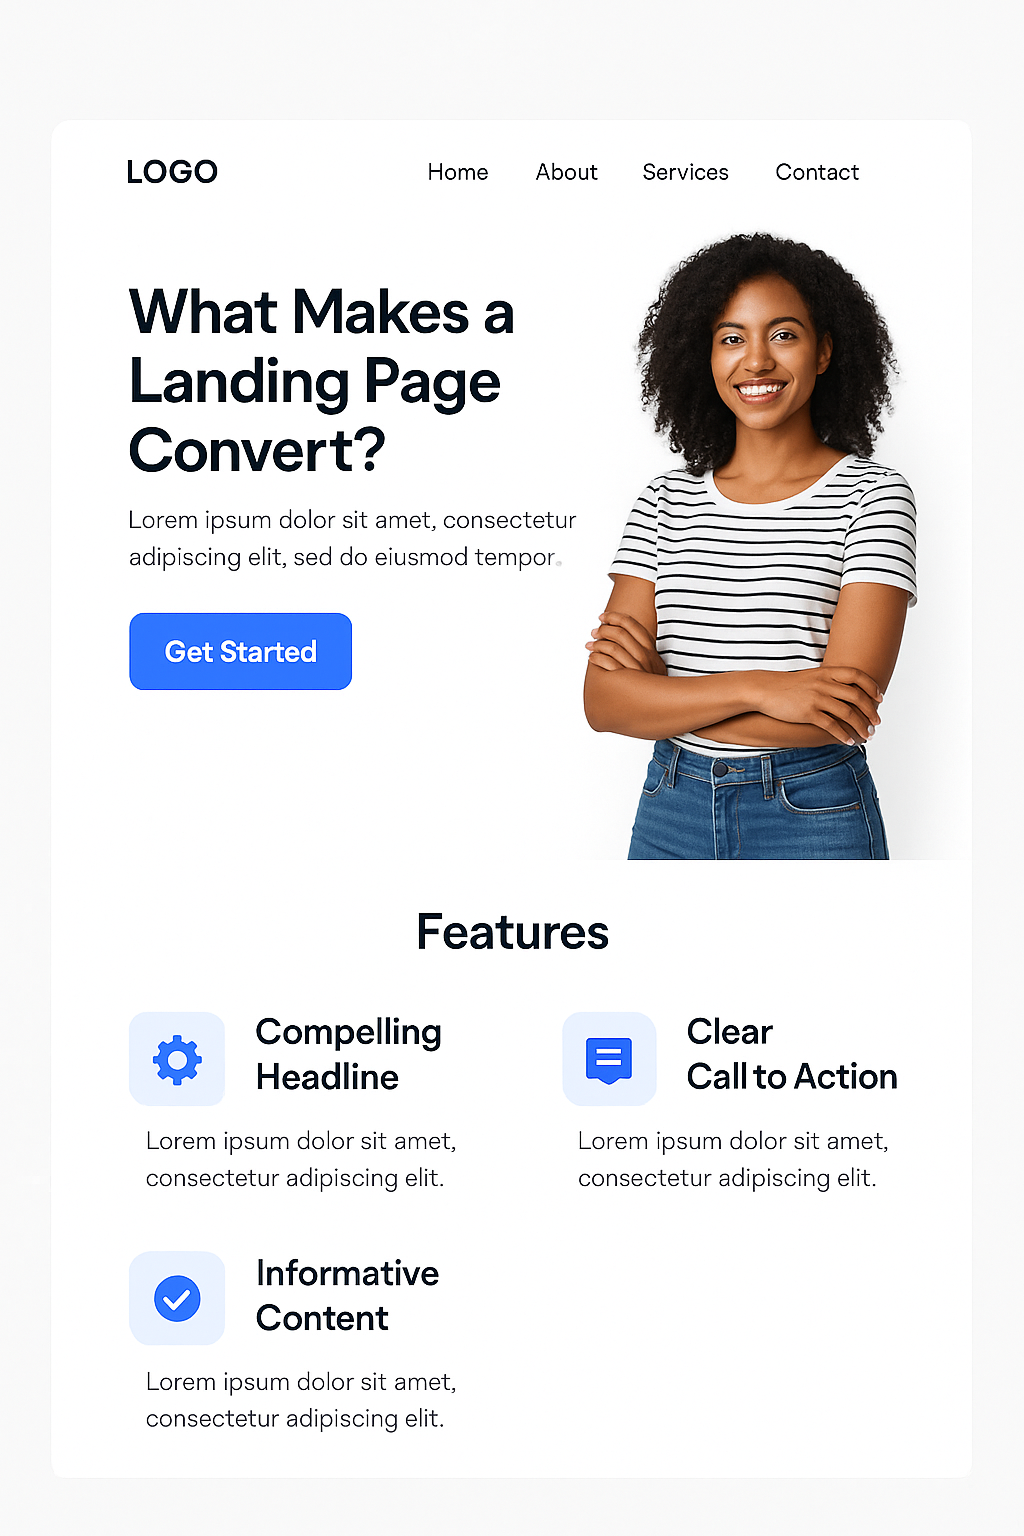 LOGO
Home About Services Contact
What Makes a
Landing Page
Convert?
Lorem ipsum dolor sit amet, consectetur
adipiscing elit, sed do eiusmod tempor.
Get Started
Features
Compelling
Headline
Lorem ipsum dolor sit amet,
consectetur adipiscing elit.
Clear
Call to Action
Lorem ipsum dolor sit amet,
consectetur adipiscing elit.
Informative
Content
Lorem ipsum dolor sit amet,
consectetur adipiscing elit.